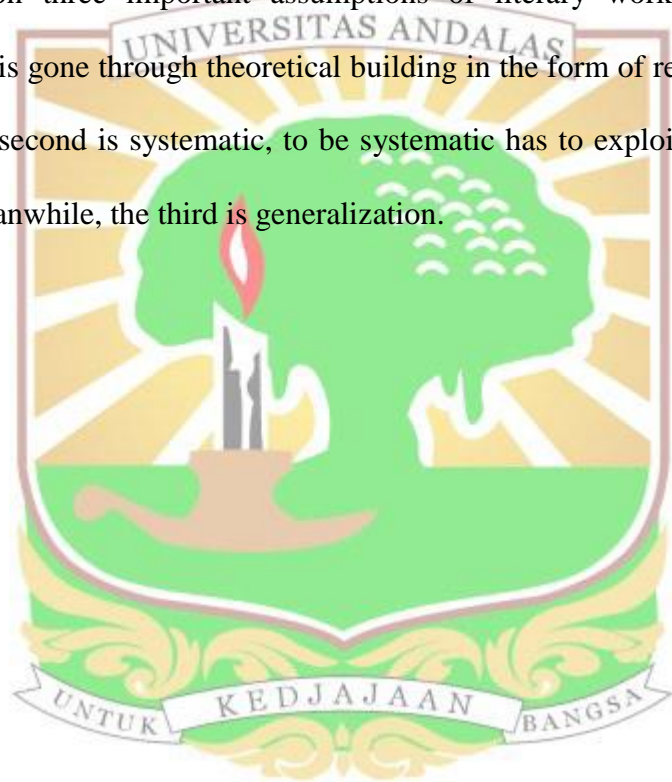 on three important assumptions of literary work
UNIVERSITAS ANDALAS
is gone through theoretical building in the form of re
second is systematic, to be systematic has to exploi
anwhile, the third is generalization.
UNTUK KEDJAJAAN BANGSA